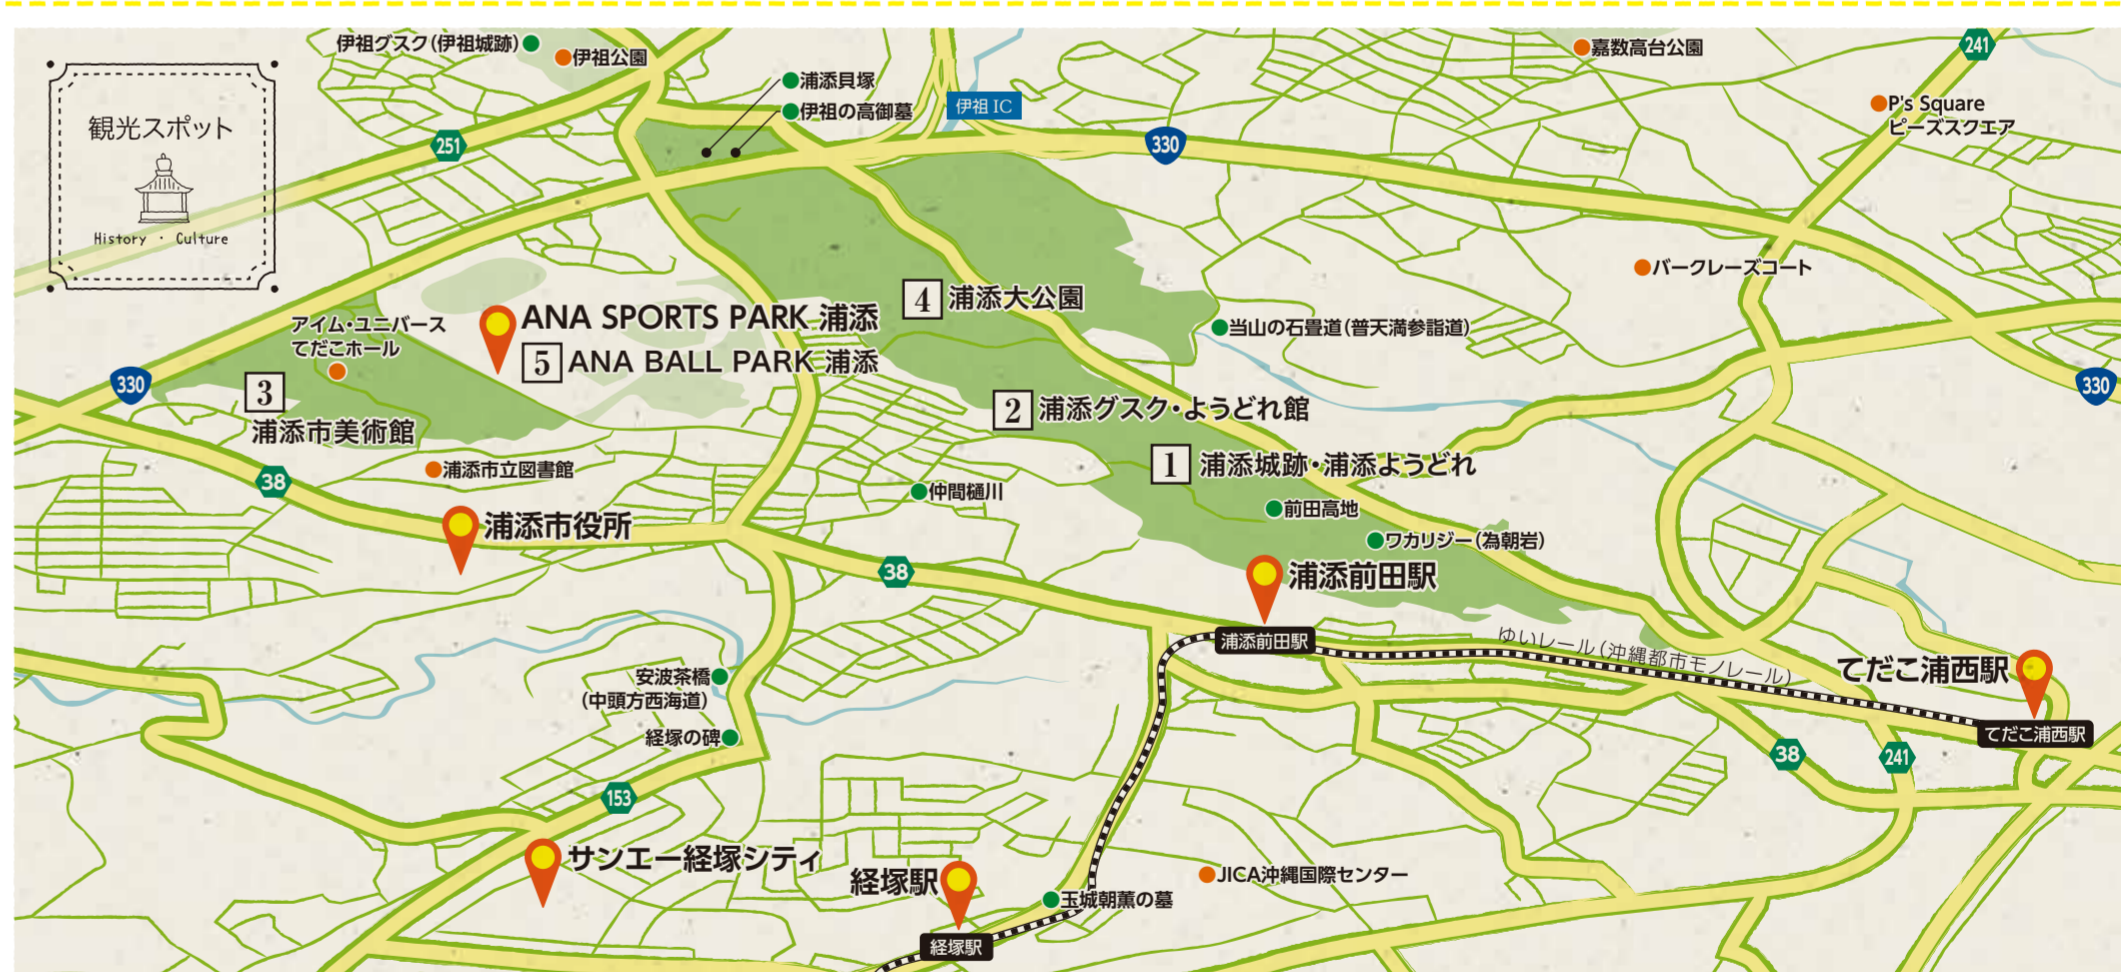 伊祖グスク(伊祖城跡)
伊祖公園
嘉数高台公園
241
浦添貝塚
伊祖の高御墓
伊祖 IC
P's Square
ピーズスクエア
観光スポット
History · Culture
251
330
バークレーズコート
アイム・ユニバース
てだこホール
ANA SPORTS PARK 浦添
5 ANA BALL PARK 浦添
4 浦添大公園
当山の石畳道(普天満参詣道)
330
330
3
浦添市美術館
2 浦添グスク・ようどれ館
1 浦添城跡・浦添ようどれ
浦添市立図書館
38
仲間樋川
前田高地
浦添市役所
ワカリジー(為朝岩)
38
浦添前田駅
浦添前田駅
ゆいレール(沖縄都市モノレール)
てだこ浦西駅
てだこ浦西駅
安波茶橋
(中頭方西海道)
経塚の碑
38
241
153
サンエー経塚シティ
経塚駅
JICA沖縄国際センター
玉城朝薫の墓
経塚駅